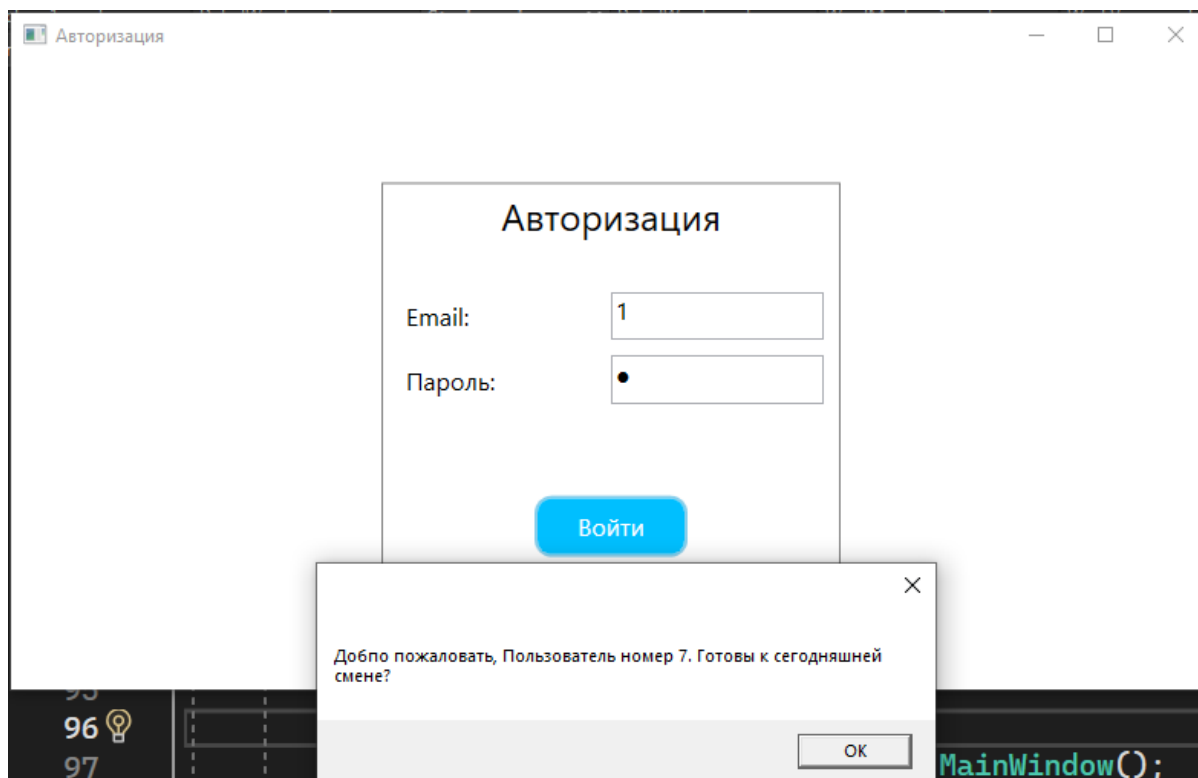 Авторизация
Авторизация
Email:
1
Пароль:
Войти
Добпо пожаловать, Пользователь номер 7. Готовы к сегодняшней
смене?
OK
96
97
MainWindow();